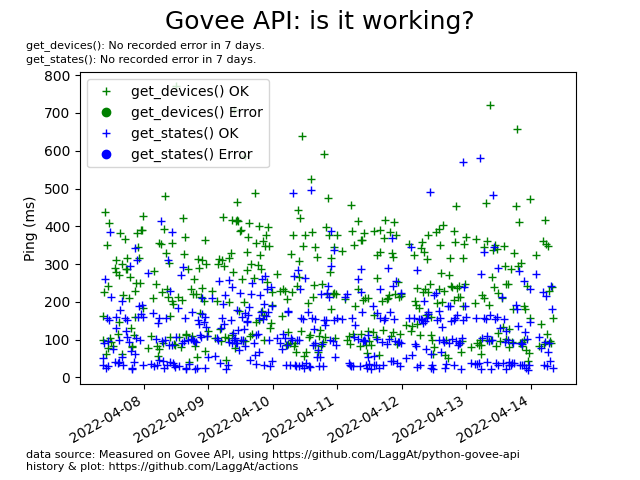 Govee API: is it working?
get_devices(): No recorded error in 7 days.
get_states(): No recorded error in 7 days.
800
700
600
500
400
300
200
100
0
Ping (ms)
get_devices() OK
get_devices() Error
get_states() OK
get_states() Error
2022-04-08
2022-04-09
2022-04-10
2022-04-11
2022-04-12
2022-04-13
2022-04-14
data source: Measured on Govee API, using https://github.com/LaggAt/python-govee-api
history & plot: https://github.com/LaggAt/actions